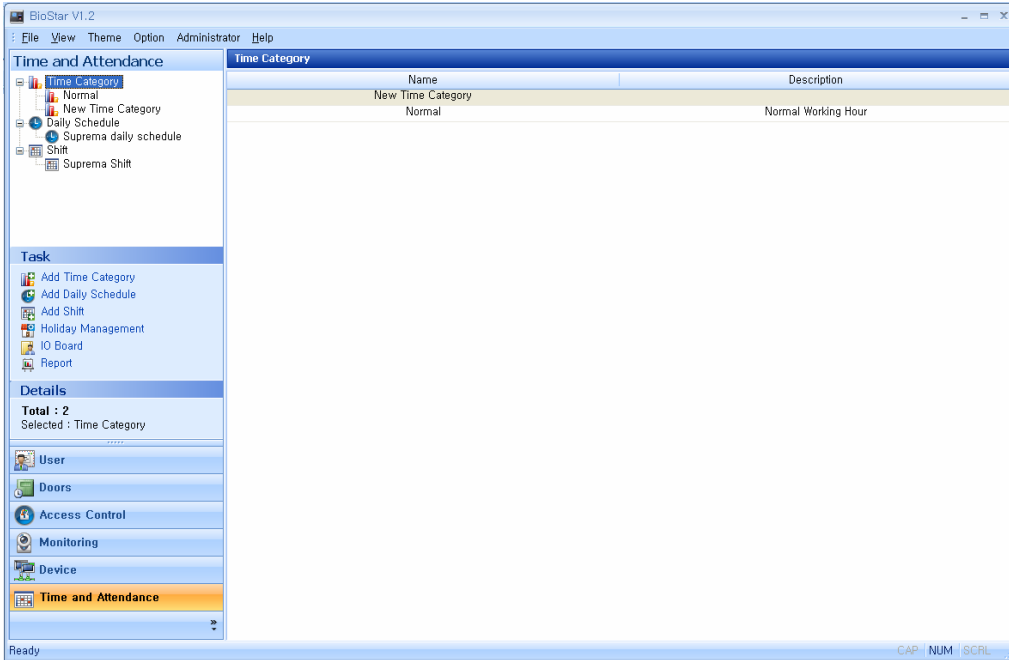 BioStar V1.2
File View Theme Option Administrator Help
Time and Attendance
Time Category
Normal
New Time Category
Daily Schedule
Suprema daily schedule
Shift
Suprema Shift
Task
Add Time Category
Add Daily Schedule
Add Shift
Holiday Management
IO Board
Report
Details
Total : 2
Selected : Time Category
User
Doors
Access Control
Monitoring
Device
Time and Attendance
Time Category
Name Description
New Time Category
Normal Normal Working Hour
Ready CAP NUM SCRL